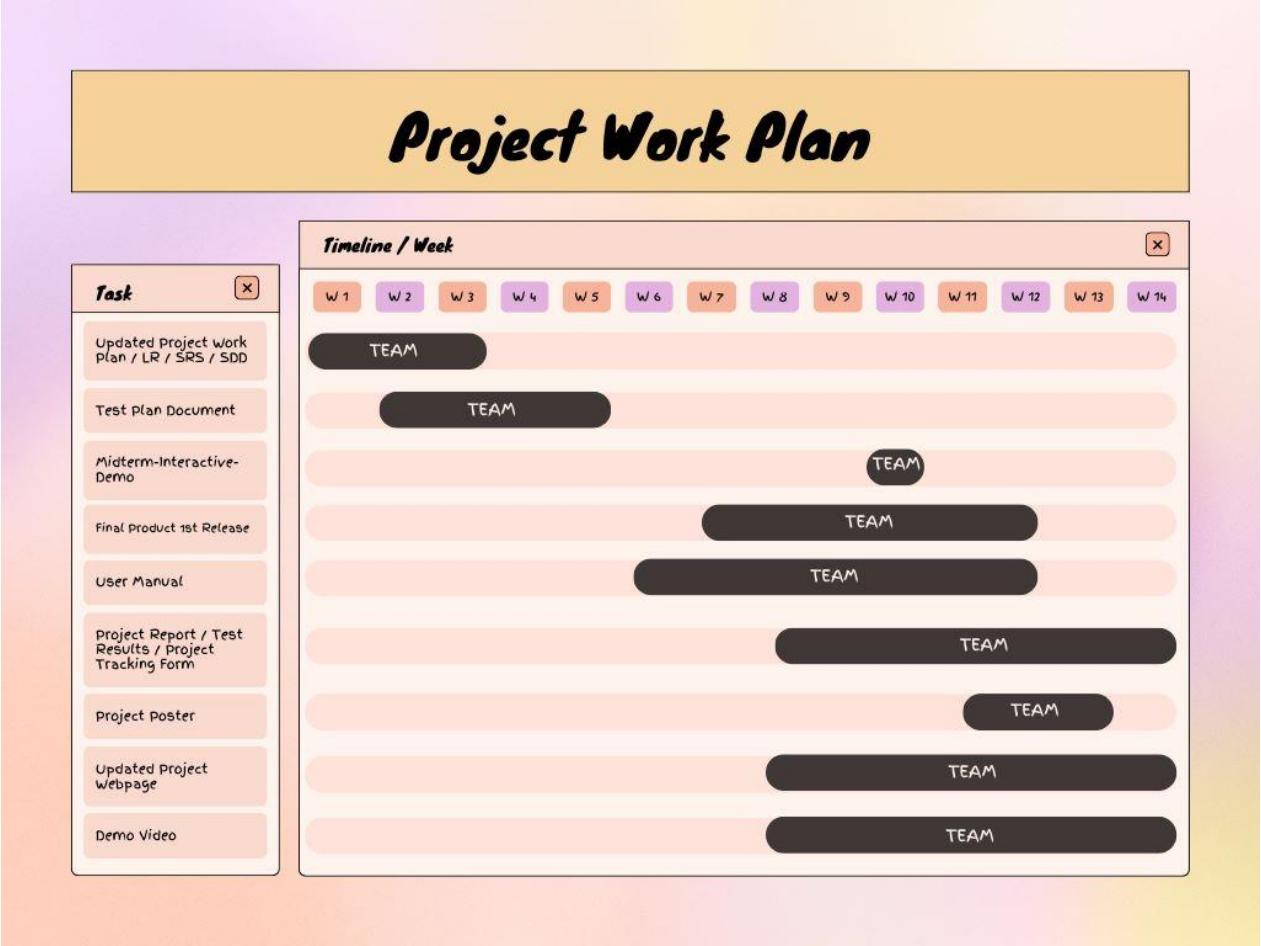 Project Work Plan
Timeline / Week
Task
W 1 W 2 W 3 W 4 W 5 W 6 W 7 W 8 W 9 W 10 W 11 W 12 W 13 W 14
Updated Project Work
Plan / LR / SRS / SDD
TEAM
Test Plan Document
TEAM
Midterm-Interactive-
Demo
TEAM
Final Product 1st Release
TEAM
User Manual
TEAM
Project Report / Test
Results / Project
Tracking Form
TEAM
Project Poster
TEAM
Updated Project
Webpage
TEAM
Demo Video
TEAM